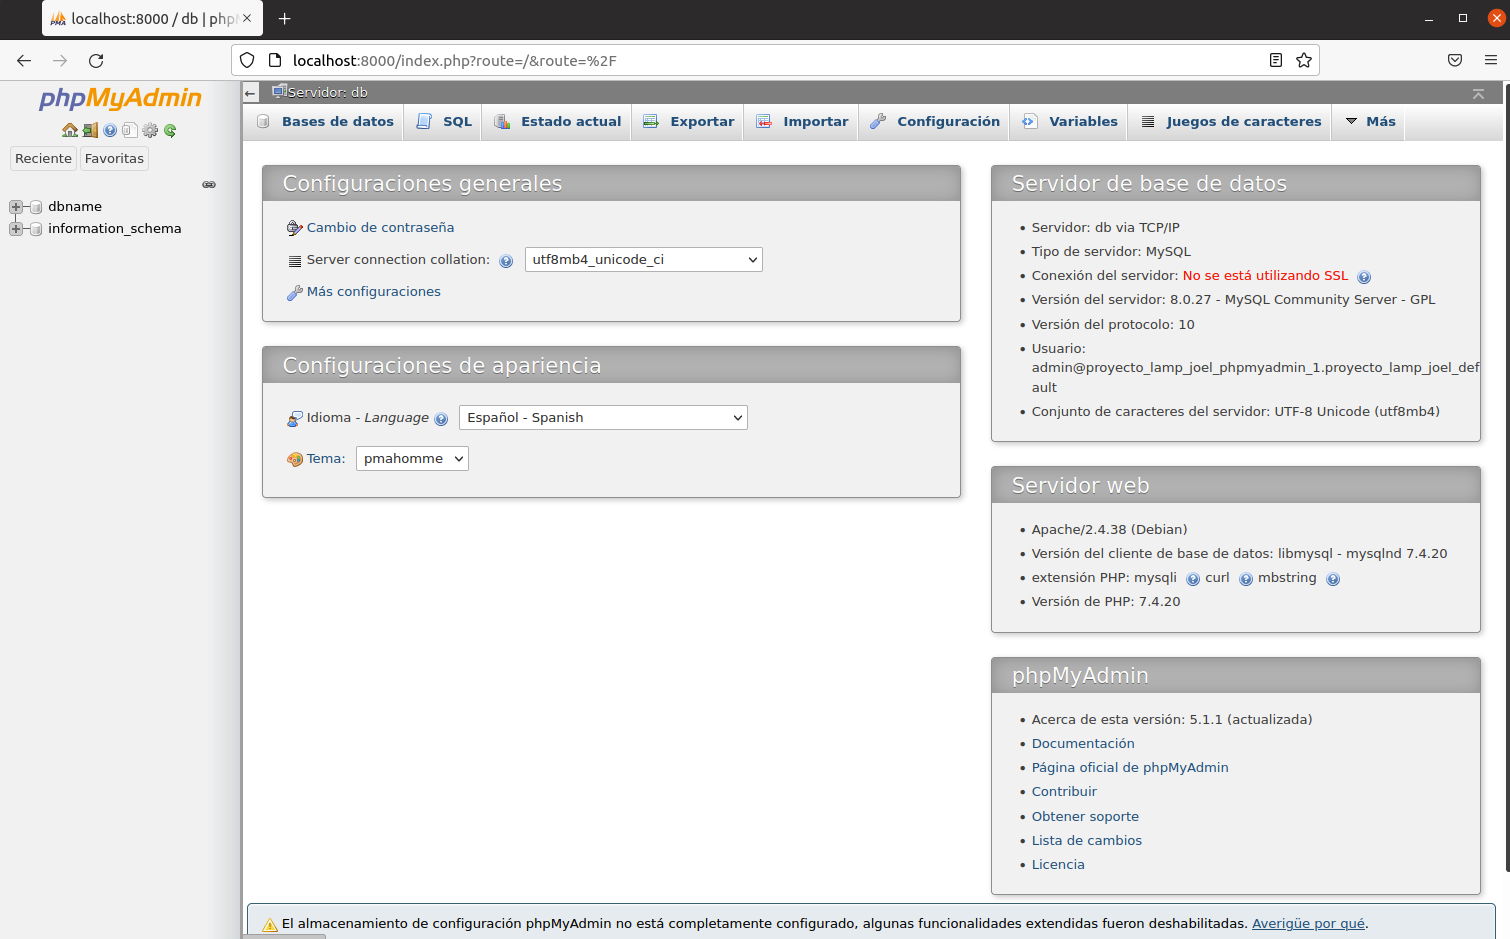 localhost:8000 / db | php
localhost:8000/index.php?route=/&route=%2F
phpMyAdmin
Reciente
Favoritas
dbname
information_schema
Servidor: db
Bases de datos
SQL
Estado actual
Exportar
Importar
Configuración
Variables
Juegos de caracteres
Más
Configuraciones generales
Cambio de contraseña
Server connection collation:
utf8mb4_unicode_ci
Más configuraciones
Configuraciones de apariencia
Idioma - Language
Español - Spanish
Tema:
pmahomme
Servidor de base de datos
Servidor: db via TCP/IP
Tipo de servidor: MySQL
Conexión del servidor: No se está utilizando SSL
Versión del servidor: 8.0.27 - MySQL Community Server - GPL
Versión del protocolo: 10
Usuario:
admin@proyecto_lamp_joel_phpmyadmin_1.proyecto_lamp_joel_def
ault
Conjunto de caracteres del servidor: UTF-8 Unicode (utf8mb4)
Servidor web
Apache/2.4.38 (Debian)
Versión del cliente de base de datos: libmysql - mysqlnd 7.4.20
extensión PHP: mysqli curl mbstring
Versión de PHP: 7.4.20
phpMyAdmin
Acerca de esta versión: 5.1.1 (actualizada)
Documentación
Página oficial de phpMyAdmin
Contribuir
Obtener soporte
Lista de cambios
Licencia
El almacenamiento de configuración phpMyAdmin no está completamente configurado, algunas funcionalidades extendidas fueron deshabilitadas. Averigüe por qué.